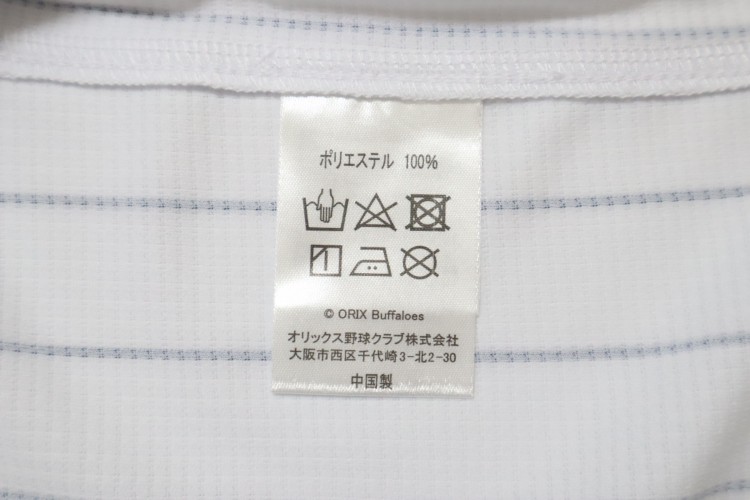 ポリエステル 100%
© ORIX Buffaloes
オリックス野球クラブ株式会社
大阪市西区千代崎3-北2-30
中国製